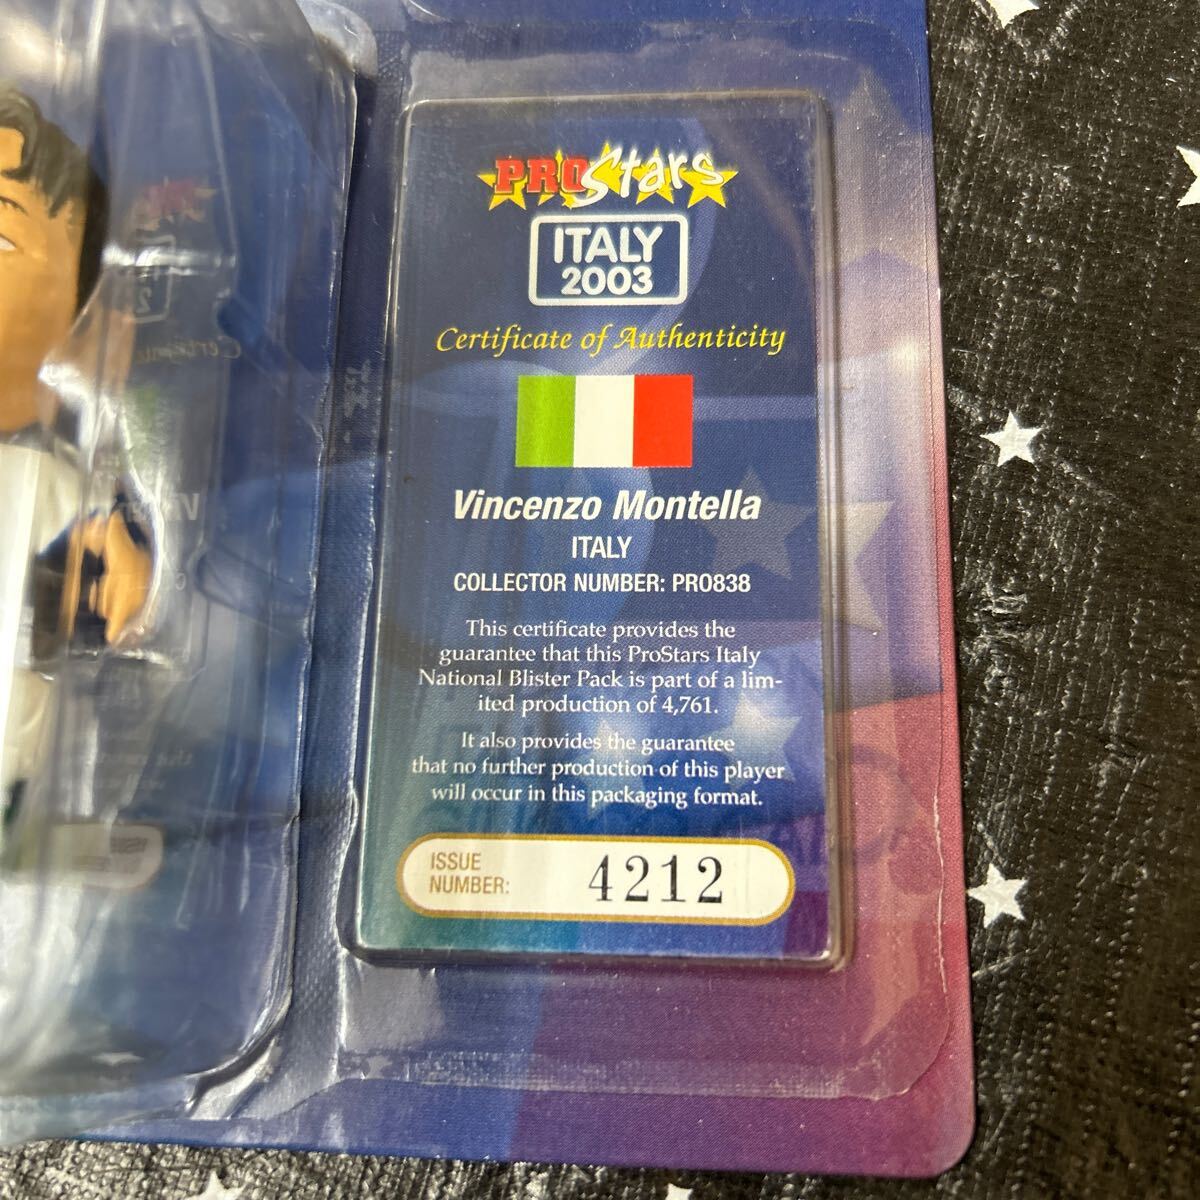 PROStars
ITALY
2003
Certificate of Authenticity
Vincenzo Montella
ITALY
COLLECTOR NUMBER: PRO838
This certificate provides the
guarantee that this ProStars Italy
National Blister Pack is part of a lim-
ited production of 4,761.
It also provides the guarantee
that no further production of this player
will occur in this packaging format.
ISSUE
NUMBER:
4212